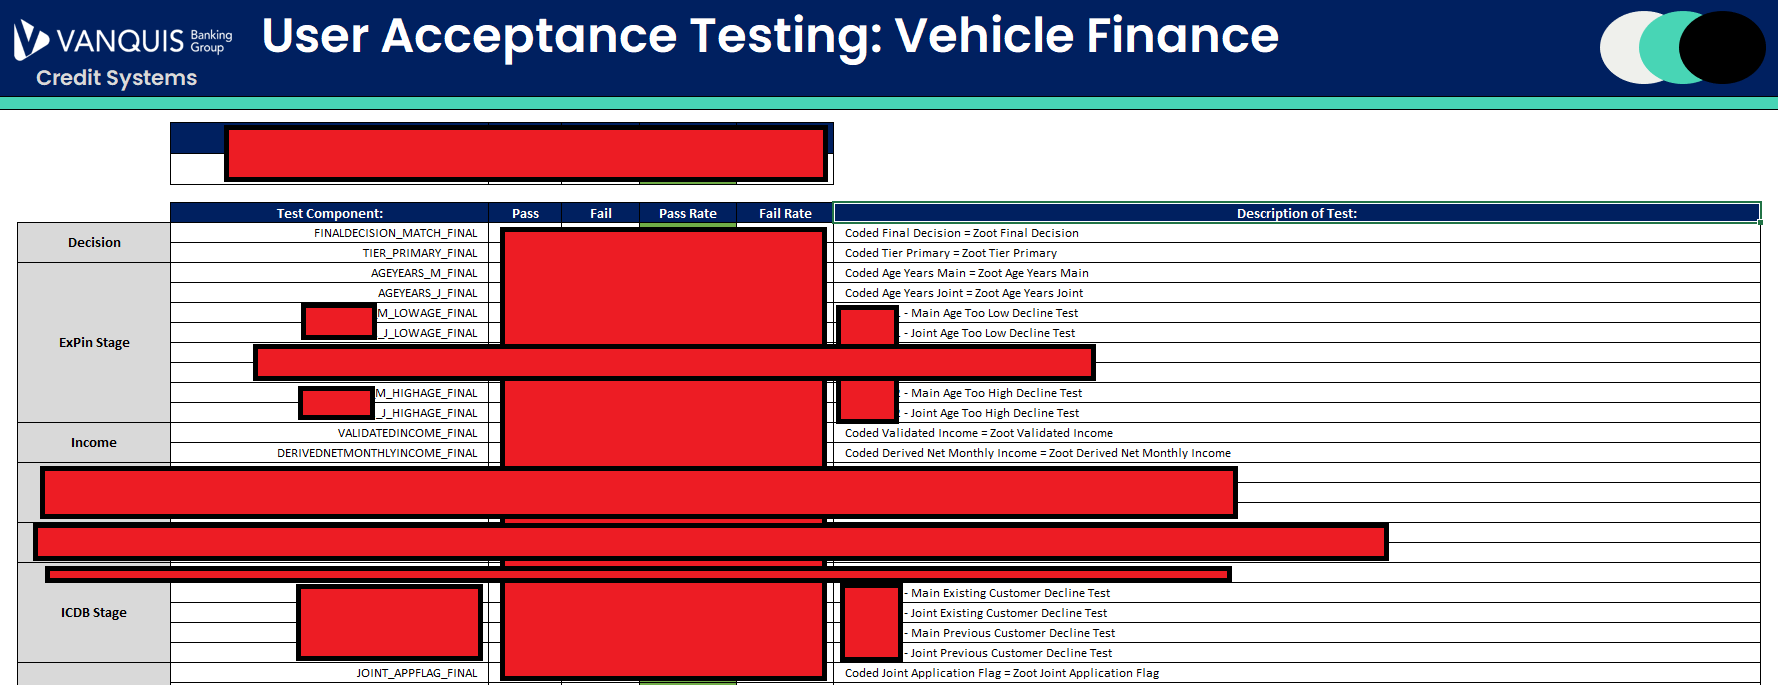 VANQUIS Banking Group
Credit Systems
User Acceptance Testing: Vehicle Finance
Test Component: Pass Fail Pass Rate Fail Rate Description of Test:
Decision
FINALDECISION_MATCH_FINAL Coded Final Decision = Zoot Final Decision
TIER_PRIMARY_FINAL Coded Tier Primary = Zoot Tier Primary
ExPin Stage
AGEYEARS_M_FINAL Coded Age Years Main = Zoot Age Years Main
AGEYEARS_J_FINAL Coded Age Years Joint = Zoot Age Years Joint
M_LOWAGE_FINAL - Main Age Too Low Decline Test
_J_LOWAGE_FINAL - Joint Age Too Low Decline Test
M_HIGHAGE_FINAL - Main Age Too High Decline Test
_J_HIGHAGE_FINAL - Joint Age Too High Decline Test
Income
VALIDATEDINCOME_FINAL Coded Validated Income = Zoot Validated Income
DERIVEDNETMONTHLYINCOME_FINAL Coded Derived Net Monthly Income = Zoot Derived Net Monthly Income
ICDB Stage
- Main Existing Customer Decline Test
- Joint Existing Customer Decline Test
- Main Previous Customer Decline Test
- Joint Previous Customer Decline Test
JOINT_APPFLAG_FINAL Coded Joint Application Flag = Zoot Joint Application Flag